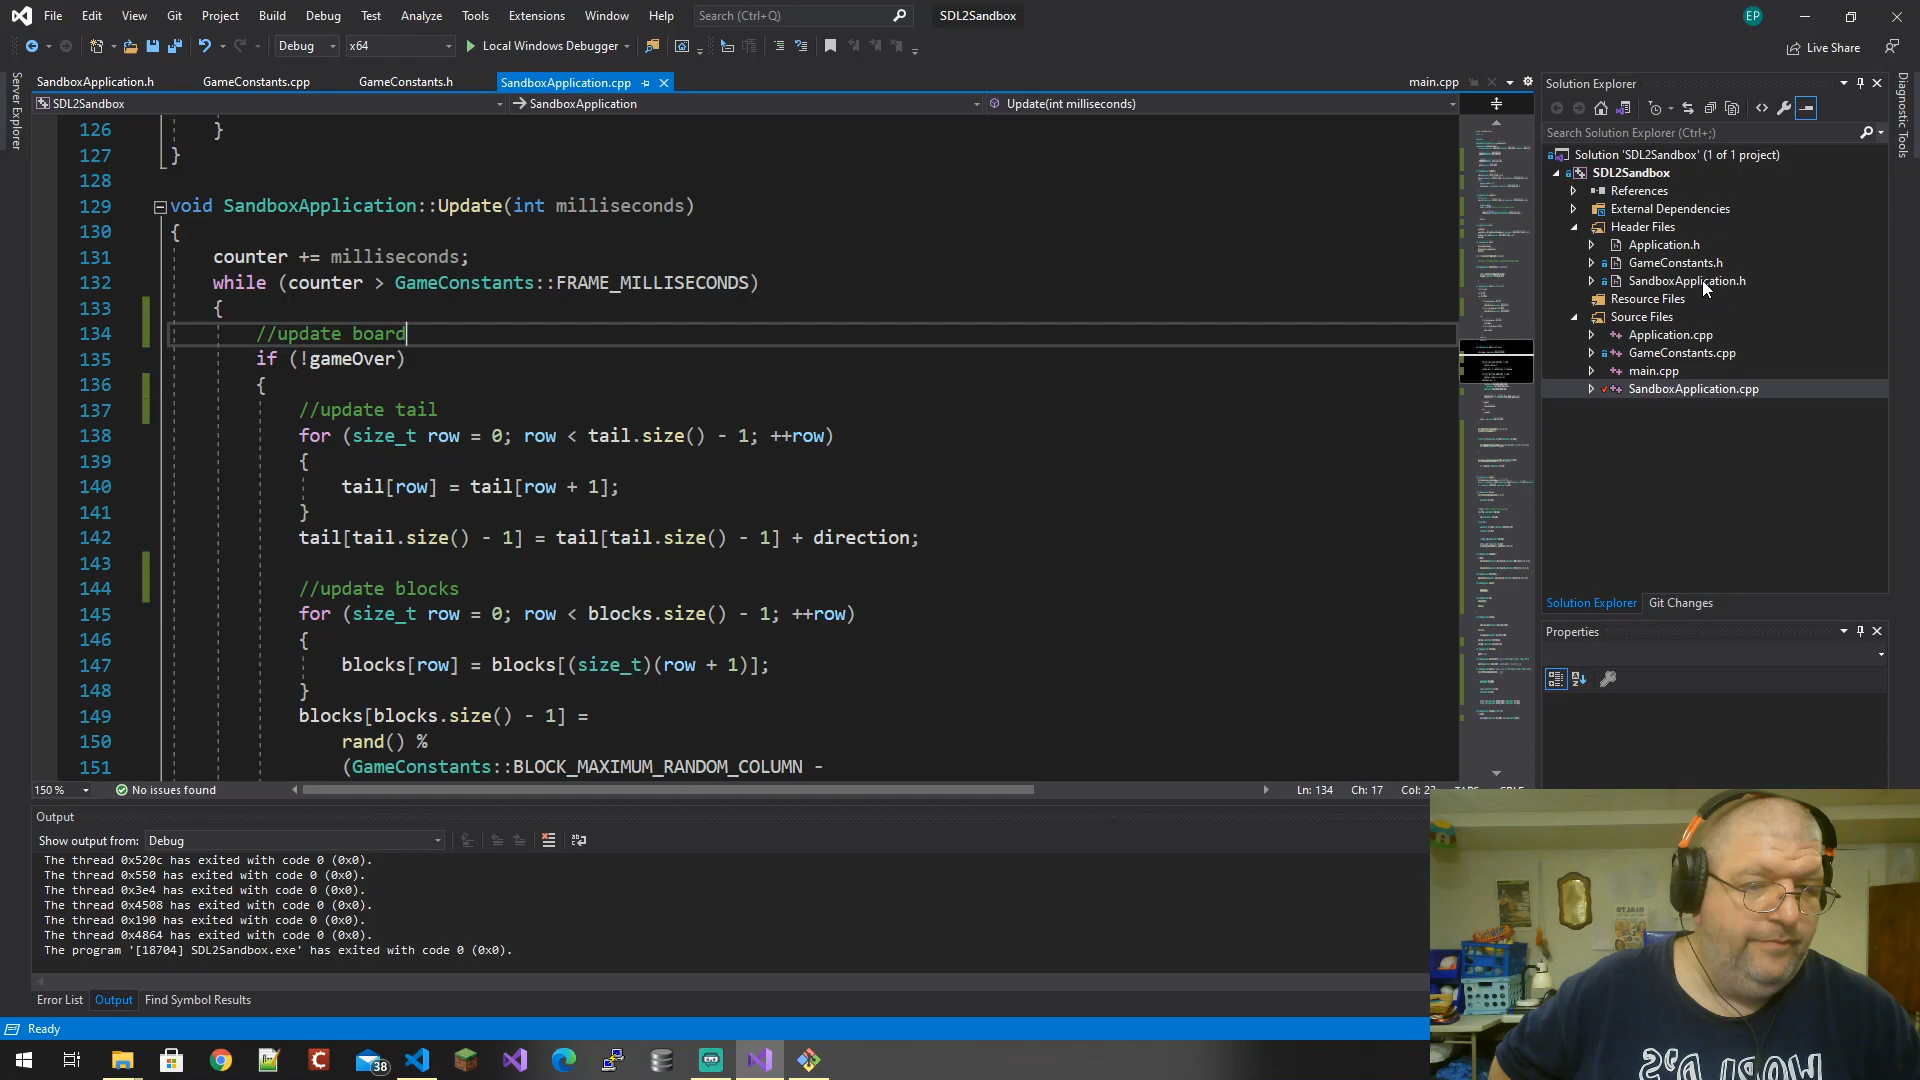 File Edit View Git Project Build Debug Test Analyze Tools Extensions Window Help Search (Ctrl+Q) SDL2Sandbox EP
Debug x64 Local Windows Debugger Live Share
SandboxApplication.h GameConstants.cpp GameConstants.h SandboxApplication.cpp main.cpp
SDL2Sandbox SandboxApplication Update(int milliseconds)
Server Explorer
126 }
127 }
128
129 void SandboxApplication::Update(int milliseconds)
130 {
131 counter += milliseconds;
132 while (counter > GameConstants::FRAME_MILLISECONDS)
133 {
134 //update board
135 if (!gameOver)
136 {
137 //update tail
138 for (size_t row = 0; row < tail.size() - 1; ++row)
139 {
140 tail[row] = tail[row + 1];
141 }
142 tail[tail.size() - 1] = tail[tail.size() - 1] + direction;
143
144 //update blocks
145 for (size_t row = 0; row < blocks.size() - 1; ++row)
146 {
147 blocks[row] = blocks[(size_t)(row + 1)];
148 }
149 blocks[blocks.size() - 1] =
150 rand() %
151 (GameConstants::BLOCK_MAXIMUM_RANDOM_COLUMN -
150 % No issues found Ln: 134 Ch: 17
Solution Explorer
Search Solution Explorer (Ctrl+;)
Solution 'SDL2Sandbox' (1 of 1 project)
SDL2Sandbox
References
External Dependencies
Header Files
Application.h
GameConstants.h
SandboxApplication.h
Resource Files
Source Files
Application.cpp
GameConstants.cpp
main.cpp
SandboxApplication.cpp
Solution Explorer Git Changes
Properties
Diagnostic Tools
Output
Show output from: Debug
The thread 0x520c has exited with code 0 (0x0).
The thread 0x550 has exited with code 0 (0x0).
The thread 0x3e4 has exited with code 0 (0x0).
The thread 0x4508 has exited with code 0 (0x0).
The thread 0x190 has exited with code 0 (0x0).
The thread 0x4864 has exited with code 0 (0x0).
The program '[18704] SDL2Sandbox.exe' has exited with code 0 (0x0).
Error List Output Find Symbol Results
Ready
38